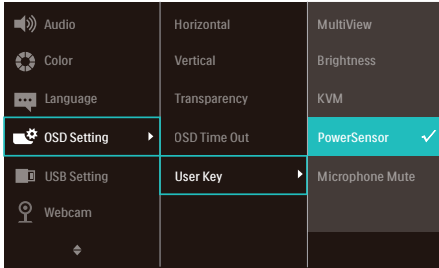 Audio
Color
Language
OSD Setting
USB Setting
Webcam
Horizontal
Vertical
Transparency
OSD Time Out
User Key
MultiView
Brightness
KVM
PowerSensor
Microphone Mute